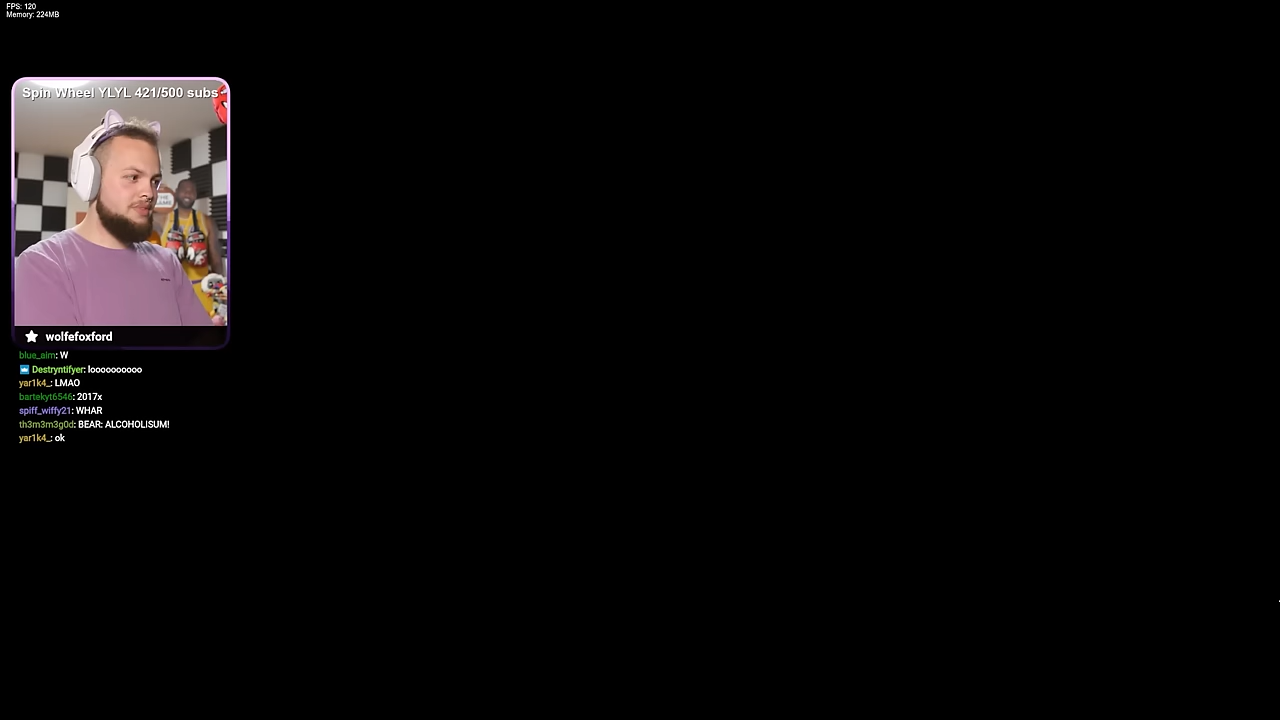 FPS: 120
Memory: 224MB
Spin Wheel YLYL 421/500 subs
wolfefoxford
blue_aim: W
Destryntifyer: loooooooooo
yar1k4_: LMAO
bartekyt6546: 2017x
spiff_wiffy21: WHAR
th3m3m3g0d: BEAR: ALCOHOLISUM!
yar1k4_: ok